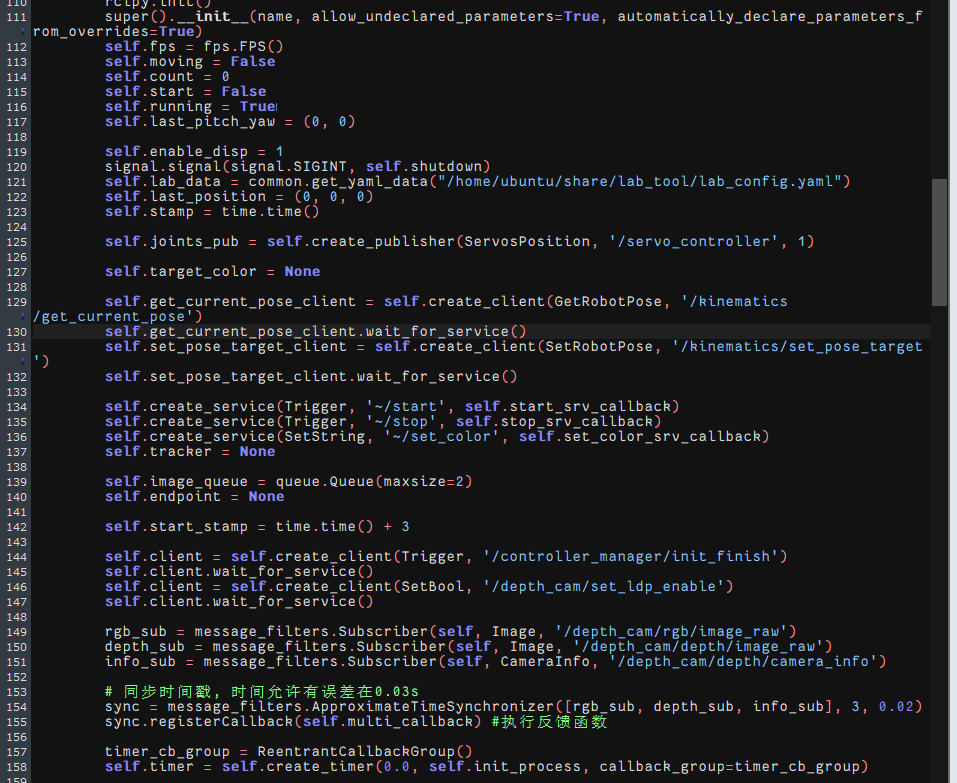 110 rclpy.init()
111 super().__init__(name, allow_undeclared_parameters=True, automatically_declare_parameters_f
rom_overrides=True)
112 self.fps = fps.FPS()
113 self.moving = False
114 self.count = 0
115 self.start = False
116 self.running = True
117 self.last_pitch_yaw = (0, 0)
118
119 self.enable_disp = 1
120 signal.signal(signal.SIGINT, self.shutdown)
121 self.lab_data = common.get_yaml_data("/home/ubuntu/share/lab_tool/lab_config.yaml")
122 self.last_position = (0, 0, 0)
123 self.stamp = time.time()
124
125 self.joints_pub = self.create_publisher(ServosPosition, '/servo_controller', 1)
126
127 self.target_color = None
128
129 self.get_current_pose_client = self.create_client(GetRobotPose, '/kinematics
/get_current_pose')
130 self.get_current_pose_client.wait_for_service()
131 self.set_pose_target_client = self.create_client(SetRobotPose, '/kinematics/set_pose_target
')
132 self.set_pose_target_client.wait_for_service()
133
134 self.create_service(Trigger, '~/start', self.start_srv_callback)
135 self.create_service(Trigger, '~/stop', self.stop_srv_callback)
136 self.create_service(SetString, '~/set_color', self.set_color_srv_callback)
137 self.tracker = None
138
139 self.image_queue = queue.Queue(maxsize=2)
140 self.endpoint = None
141
142 self.start_stamp = time.time() + 3
143
144 self.client = self.create_client(Trigger, '/controller_manager/init_finish')
145 self.client.wait_for_service()
146 self.client = self.create_client(SetBool, '/depth_cam/set_ldp_enable')
147 self.client.wait_for_service()
148
149 rgb_sub = message_filters.Subscriber(self, Image, '/depth_cam/rgb/image_raw')
150 depth_sub = message_filters.Subscriber(self, Image, '/depth_cam/depth/image_raw')
151 info_sub = message_filters.Subscriber(self, CameraInfo, '/depth_cam/depth/camera_info')
152
153 # 同步时间戳, 时间允许有误差在0.03s
154 sync = message_filters.ApproximateTimeSynchronizer([rgb_sub, depth_sub, info_sub], 3, 0.02)
155 sync.registerCallback(self.multi_callback) #执行反馈函数
156
157 timer_cb_group = ReentrantCallbackGroup()
158 self.timer = self.create_timer(0.0, self.init_process, callback_group=timer_cb_group)
159